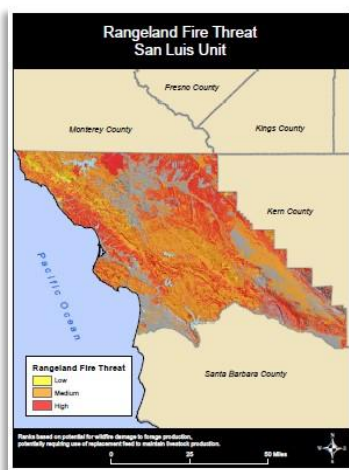 Rangeland Fire Threat
San Luis Unit
Fresno County
Monterey County
Kings County
Kern County
Pacific Ocean
Santa Barbara County
Rangeland Fire Threat
Low
Medium
High
Ranks based on potential for wildfire damage to forage production,
potentially requiring use of replacement feed to maintain livestock production.
0 25 50 Miles